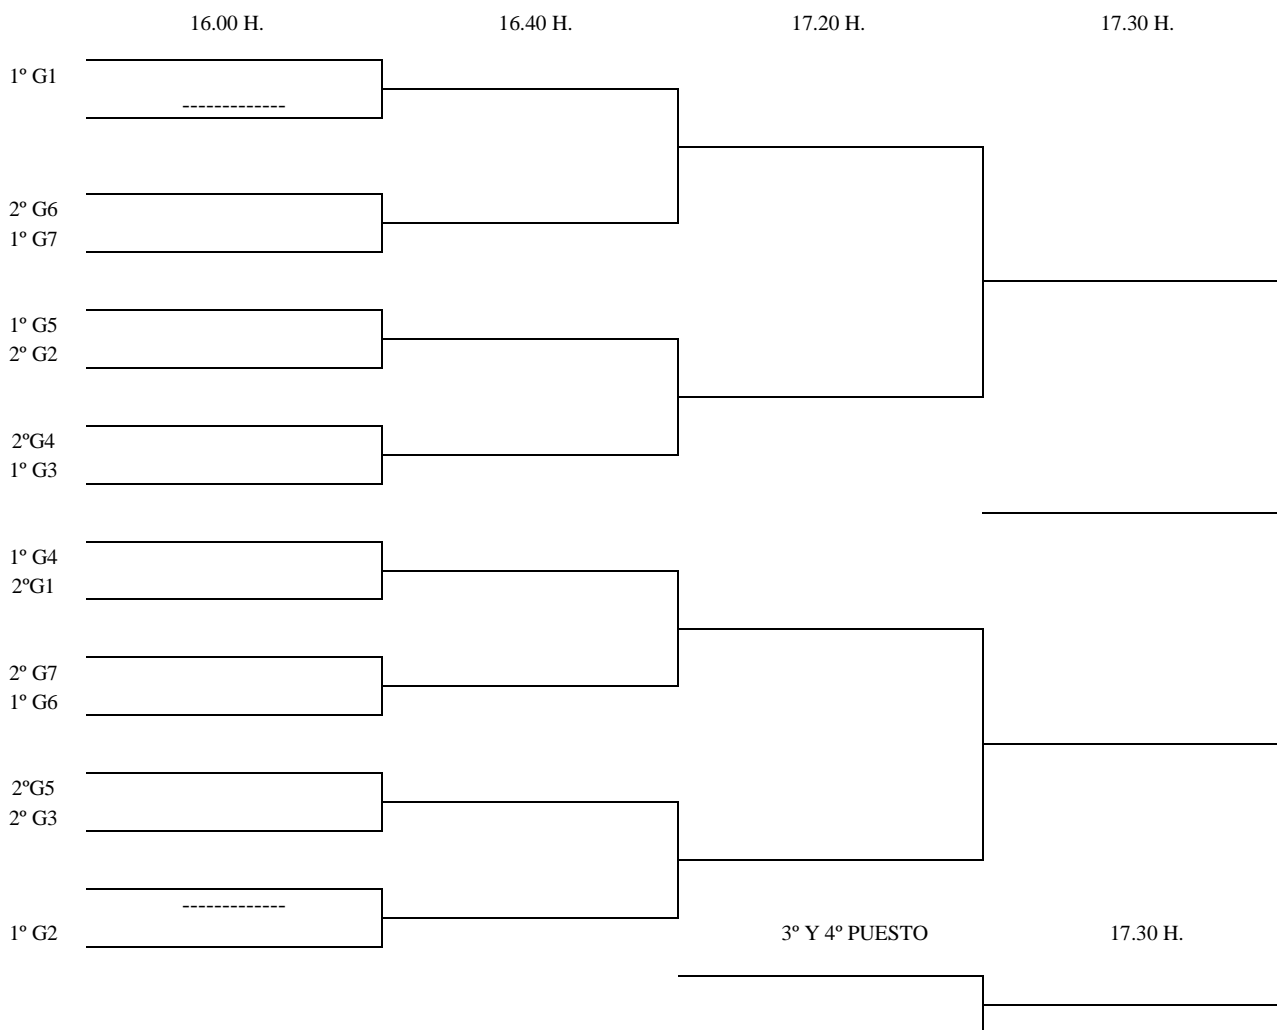 16.00 H. 16.40 H. 17.20 H. 17.30 H.
1º G1
-------------
2º G6
1º G7
1º G5
2º G2
2ºG4
1º G3
1º G4
2ºG1
2º G7
1º G6
2ºG5
2º G3
-------------
1º G2 3º Y 4º PUESTO 17.30 H.